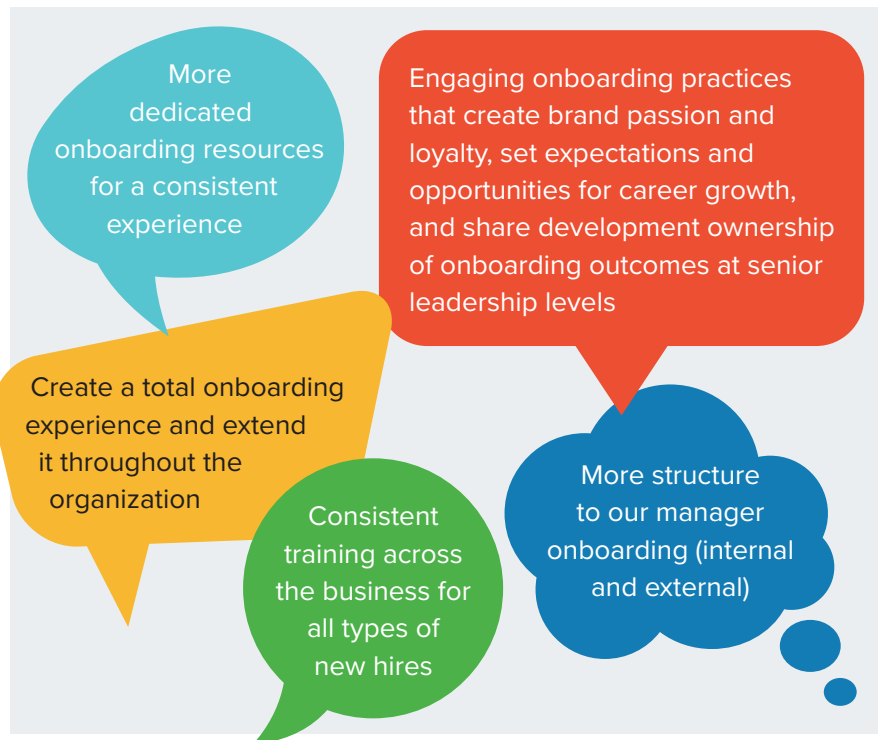 More
dedicated
onboarding resources
for a consistent
experience
Engaging onboarding practices
that create brand passion and
loyalty, set expectations and
opportunities for career growth,
and share development ownership
of onboarding outcomes at senior
leadership levels
Create a total onboarding
experience and extend
it throughout the
organization
Consistent
training across
the business for
all types of
new hires
More structure
to our manager
onboarding (internal
and external)